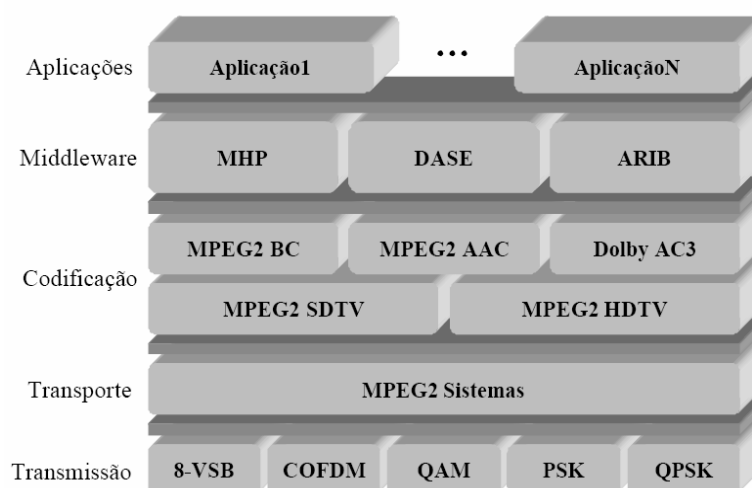 Aplicações Aplicação1 ... AplicaçãoN
Middleware MHP DASE ARIB
MPEG2 BC MPEG2 AAC Dolby AC3
Codificação
MPEG2 SDTV MPEG2 HDTV
Transporte MPEG2 Sistemas
Transmissão 8-VSB COFDM QAM PSK QPSK